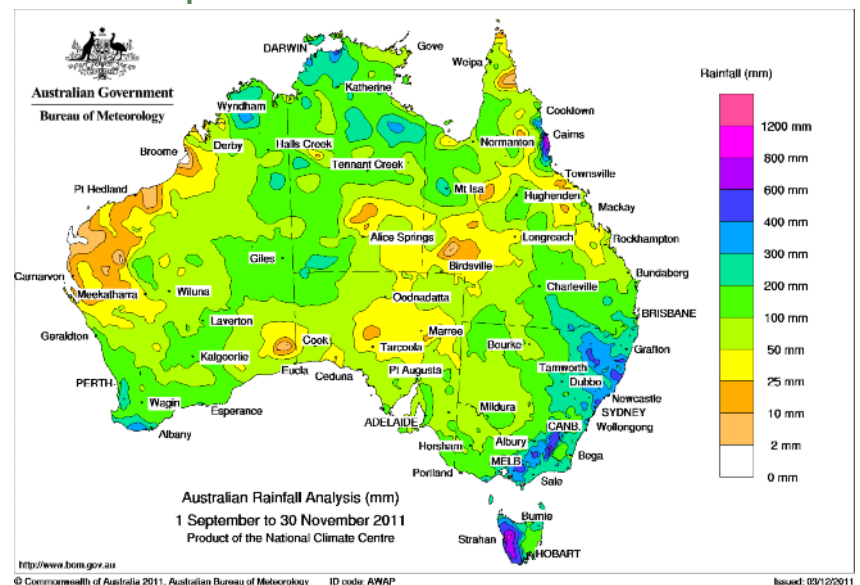 DARWIN
Gove
Weipa
Australian Government
Bureau of Meteorology
Rainfall (mm)
Katherine
Wyndham
Cooktown
Cairns
Derby
Halls Creek
Normanton
Broome
Tennant Creek
Townsville
Pt Hedland
Mt Isa
Hughenden
Mackay
Alice Springs
Longreach
Rockhampton
Giles
Birdsville
Carnarvon
Meekatharra
Wiluna
Oodnadatta
Charleville
Bundaberg
Laverton
BRISBANE
Geraldton
Cook
Marree
Bourke
Grafton
Kalgoorlie
Tarcoola
Eucla
Ceduna
Pt Augusta
Tamworth
Dubbo
PERTH
Wagin
Esperance
Mildura
Newcastle
SYDNEY
ADELAIDE
CANB.
Wollongong
Albany
Horsham
Albury
Bega
MELB
Portland
Sale
1200 mm
800 mm
600 mm
400 mm
300 mm
200 mm
100 mm
50 mm
25 mm
10 mm
2 mm
0 mm
Australian Rainfall Analysis (mm)
1 September to 30 November 2011
Product of the National Climate Centre
Burnie
Strahan
HOBART
http://www.bom.gov.au
© Commonwealth of Australia 2011, Australian Bureau of Meteorology ID code: AWAP Issued: 03/12/2011